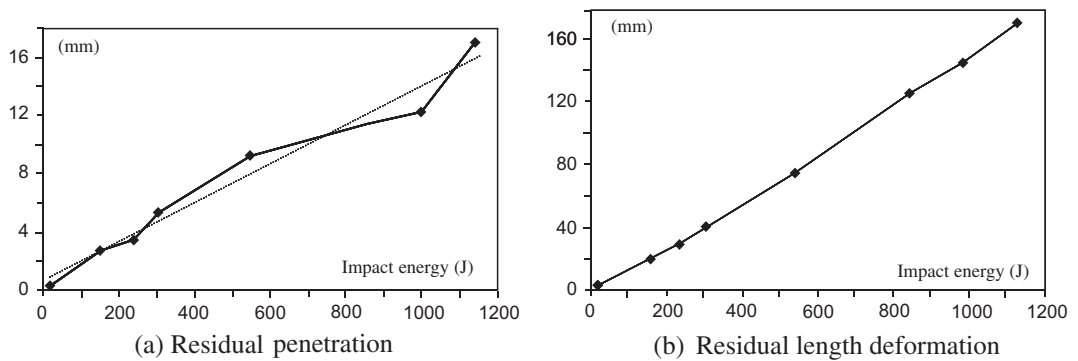 16
12
8
4
0
(mm)
Impact energy (J)
0 200 400 600 800 1000 1200
(a) Residual penetration
160
120
80
40
0
(mm)
Impact energy (J)
0 200 400 600 800 1000 1200
(b) Residual length deformation